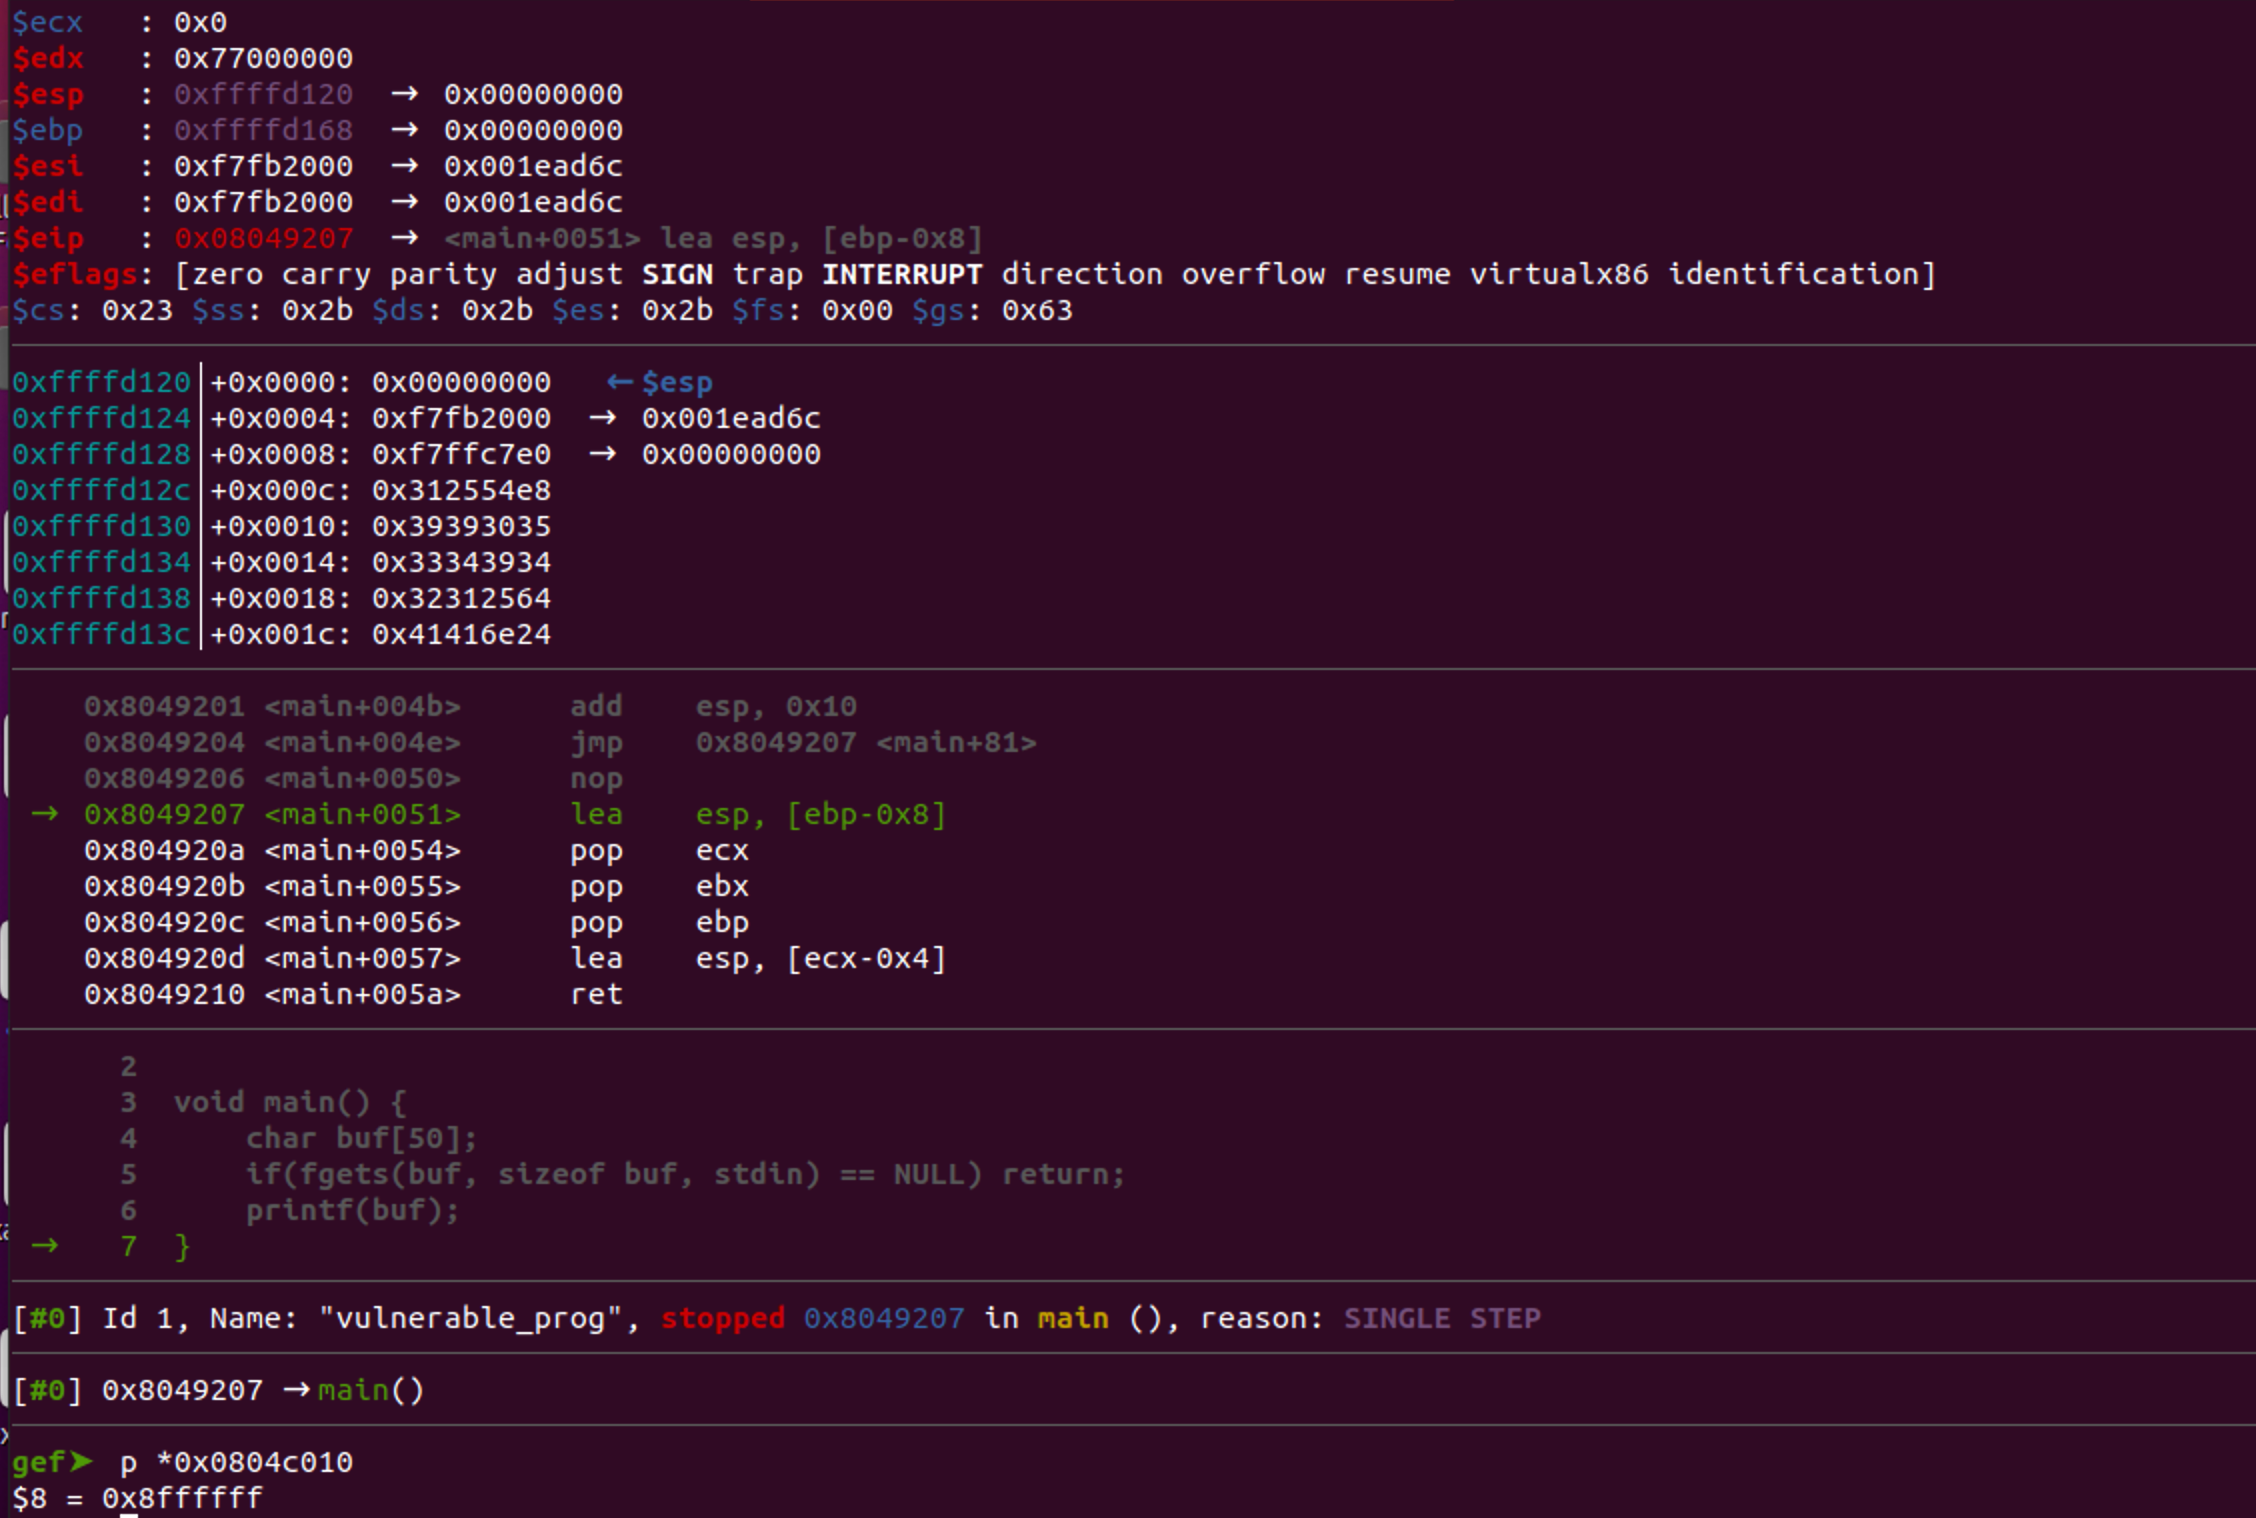 $ecx   : 0x0
$edx   : 0x77000000
$esp   : 0xffffd120  →  0x00000000
$ebp   : 0xffffd168  →  0x00000000
$esi   : 0xf7fb2000  →  0x001ead6c
$edi   : 0xf7fb2000  →  0x001ead6c
$eip   : 0x08049207  →  <main+0051> lea esp, [ebp-0x8]
$eflags: [zero carry parity adjust SIGN trap INTERRUPT direction overflow resume virtualx86 identification]
$cs: 0x23 $ss: 0x2b $ds: 0x2b $es: 0x2b $fs: 0x00 $gs: 0x63
0xffffd120│+0x0000: 0x00000000   ← $esp
0xffffd124│+0x0004: 0xf7fb2000  →  0x001ead6c
0xffffd128│+0x0008: 0xf7ffc7e0  →  0x00000000
0xffffd12c│+0x000c: 0x312554e8
0xffffd130│+0x0010: 0x39393035
0xffffd134│+0x0014: 0x33343934
0xffffd138│+0x0018: 0x32312564
0xffffd13c│+0x001c: 0x41416e24
0x8049201 <main+004b>      add    esp, 0x10
0x8049204 <main+004e>      jmp    0x8049207 <main+81>
0x8049206 <main+0050>      nop
→ 0x8049207 <main+0051>      lea    esp, [ebp-0x8]
0x804920a <main+0054>      pop    ecx
0x804920b <main+0055>      pop    ebx
0x804920c <main+0056>      pop    ebp
0x804920d <main+0057>      lea    esp, [ecx-0x4]
0x8049210 <main+005a>      ret
2
3  void main() {
4      char buf[50];
5      if(fgets(buf, sizeof buf, stdin) == NULL) return;
6      printf(buf);
→ 7  }
[#0] Id 1, Name: "vulnerable_prog", stopped 0x8049207 in main (), reason: SINGLE STEP
[#0] 0x8049207 → main()
gef➤  p *0x0804c010
$8 = 0x8ffffff